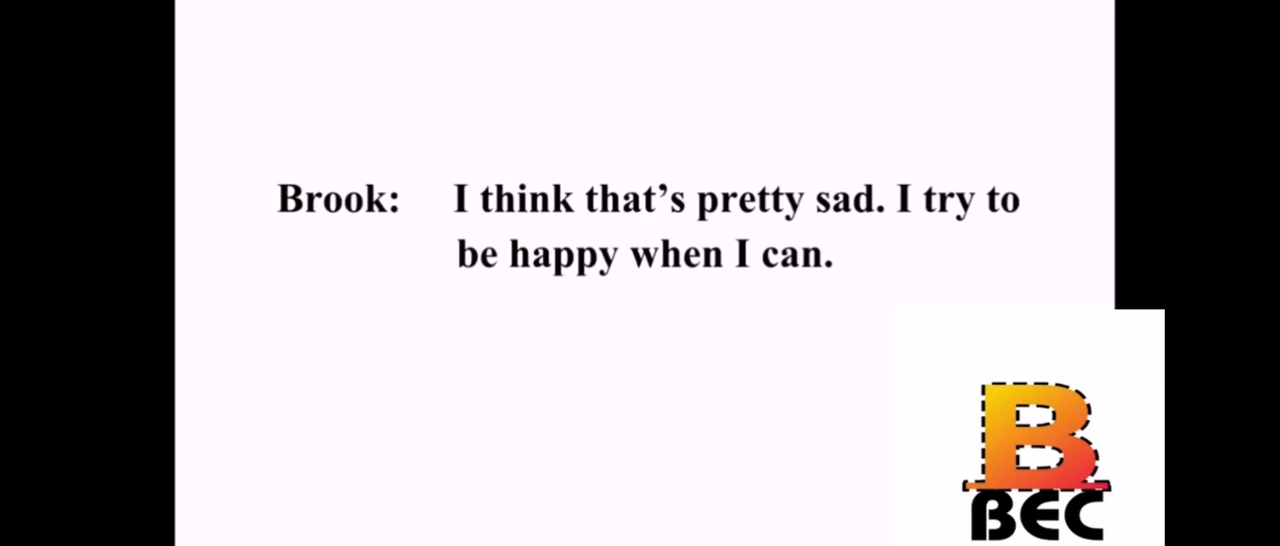 Brook: I think that’s pretty sad. I try to
be happy when I can.
B
BEC